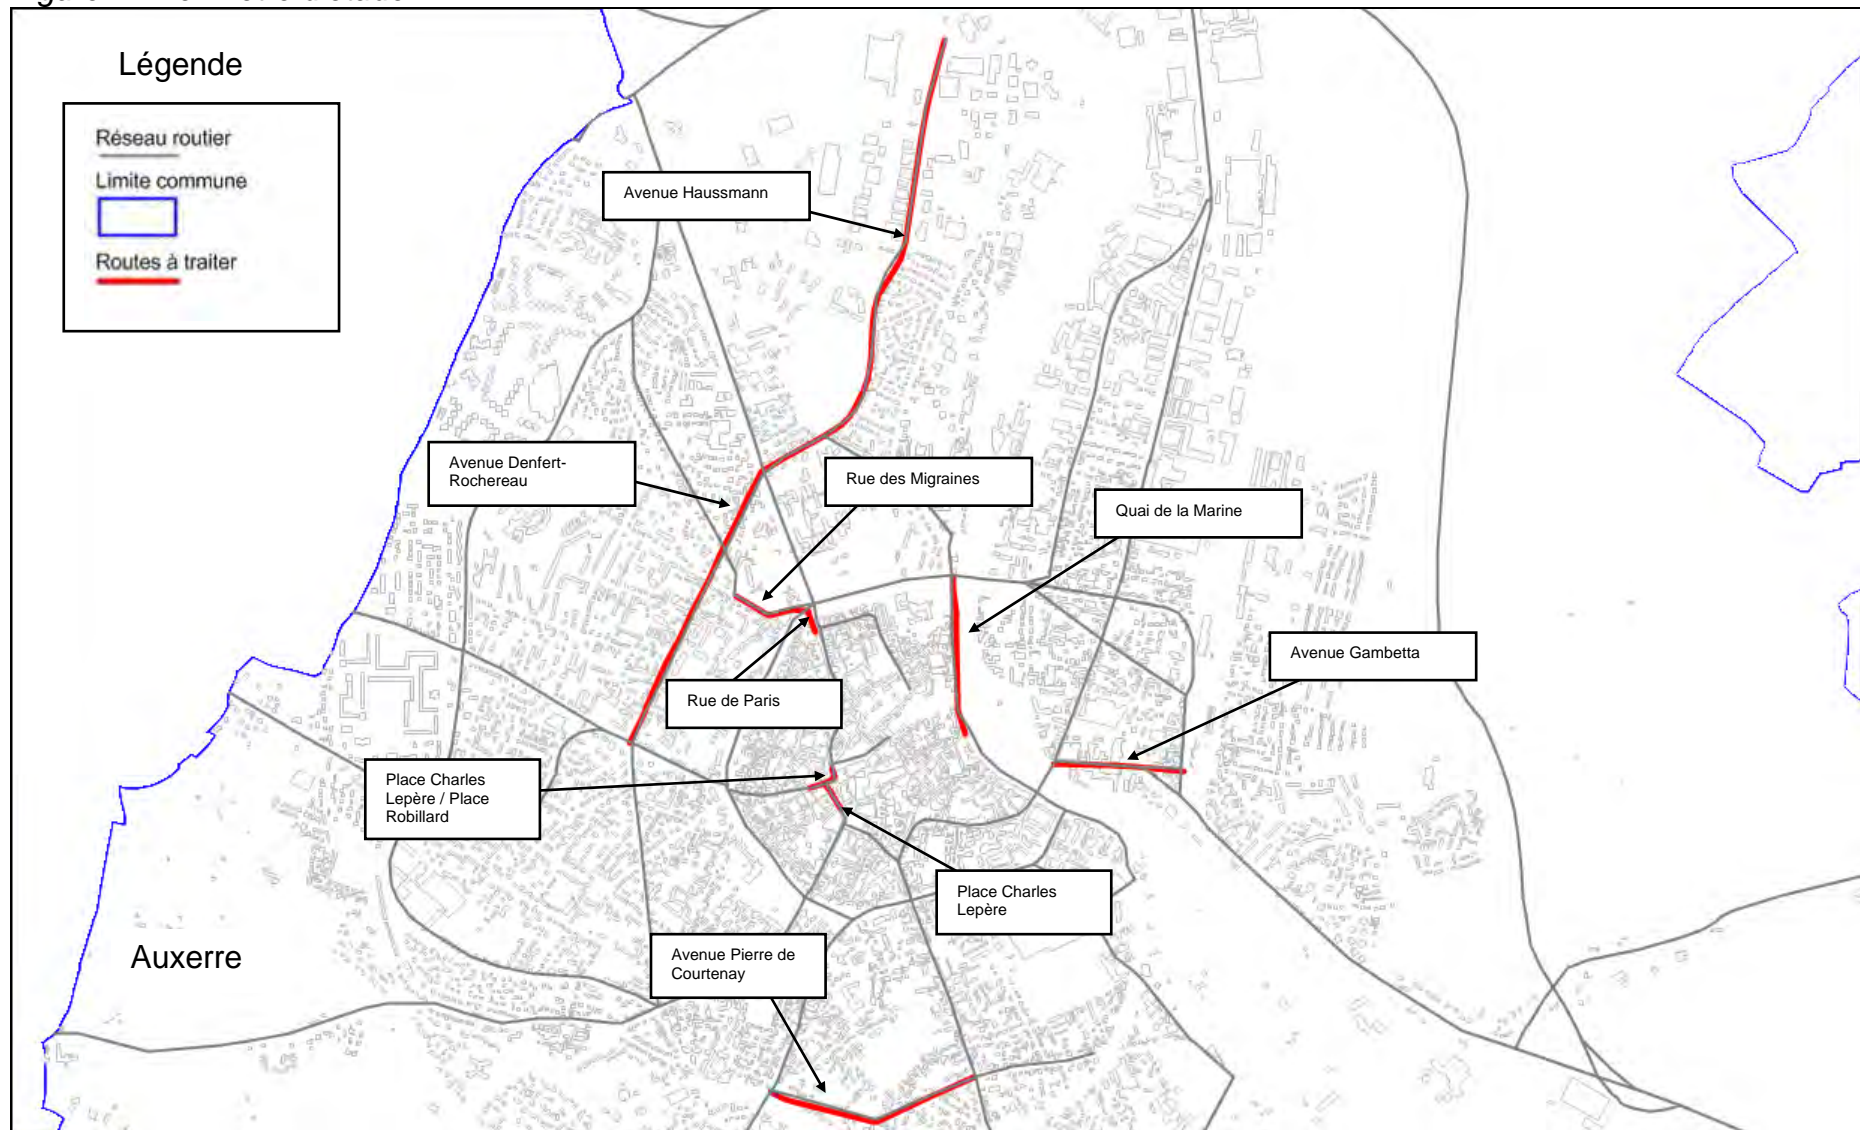 Légende
Réseau routier
Limite commune
Routes à traiter
Avenue Haussmann
Avenue Denfert-
Rochereau
Rue des Migraines
Quai de la Marine
Avenue Gambetta
Rue de Paris
Place Charles
Lepère / Place
Robillard
Place Charles
Lepère
Avenue Pierre de
Courtenay
Auxerre